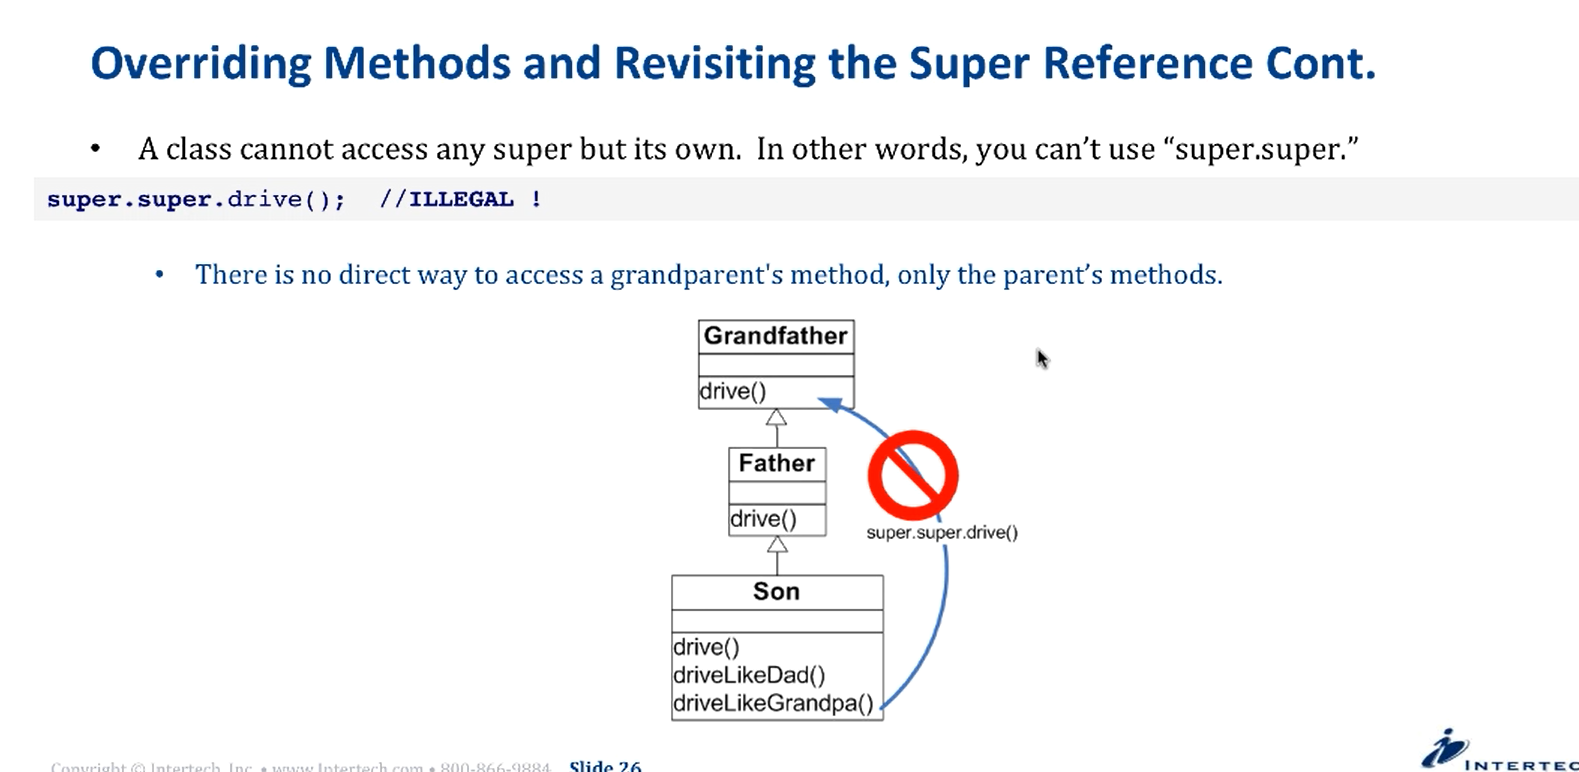 Overriding Methods and Revisiting the Super Reference Cont.
• A class cannot access any super but its own.  In other words, you can’t use “super.super.”
super.super.drive();  //ILLEGAL !
• There is no direct way to access a grandparent's method, only the parent’s methods.
Grandfather
drive()
Father
drive()
super.super.drive()
Son
drive()
driveLikeDad()
driveLikeGrandpa()
Copyright © Intertech, Inc. • www.Intertech.com • 800-866-9884   Slide 26
INTERTEC